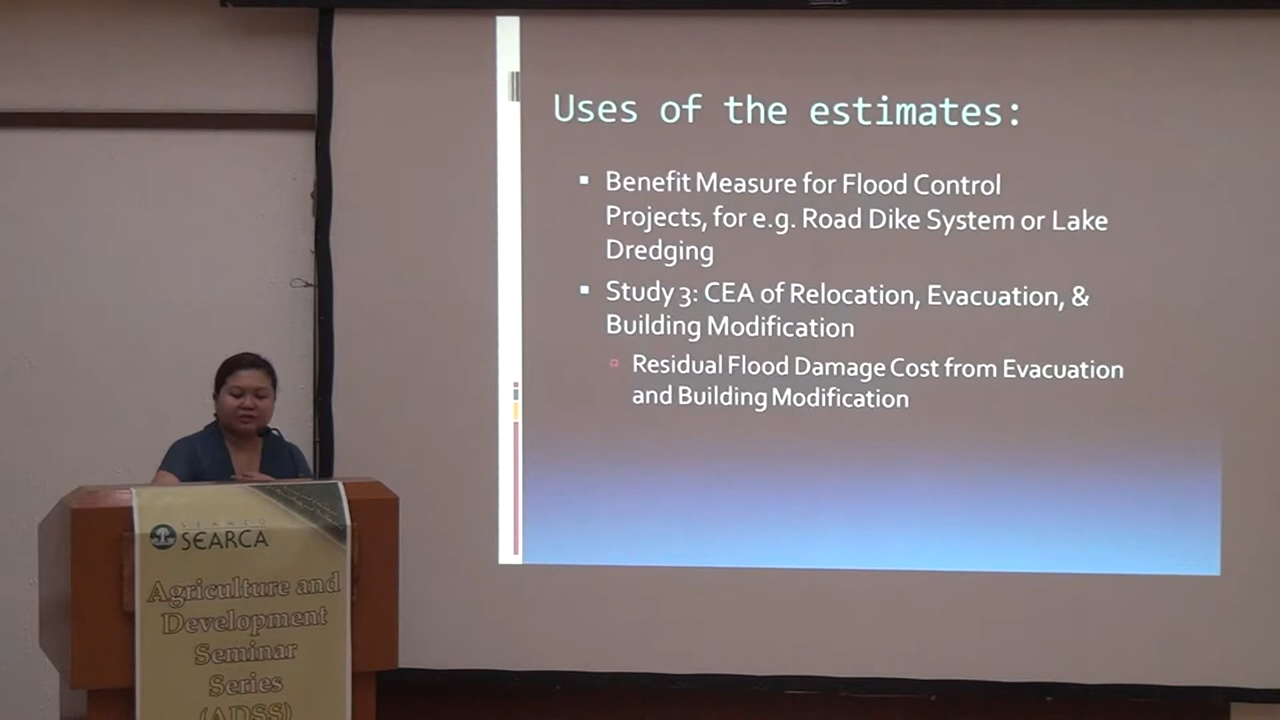 Uses of the estimates:
▪ Benefit Measure for Flood Control
Projects, for e.g. Road Dike System or Lake
Dredging
▪ Study 3: CEA of Relocation, Evacuation, &
Building Modification
▫ Residual Flood Damage Cost from Evacuation
and Building Modification
SEAMEO
SEARCA
Agriculture and
Development
Seminar
Series
(ADSS)